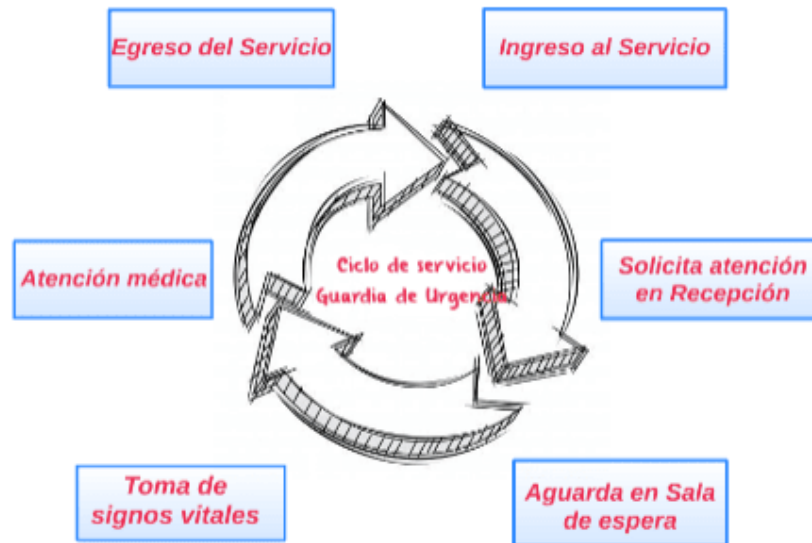 Egreso del Servicio
Ingreso al Servicio
Ciclo de servicio
Guardia de Urgencia
Atención médica
Solicita atención
en Recepción
Toma de
signos vitales
Aguarda en Sala
de espera